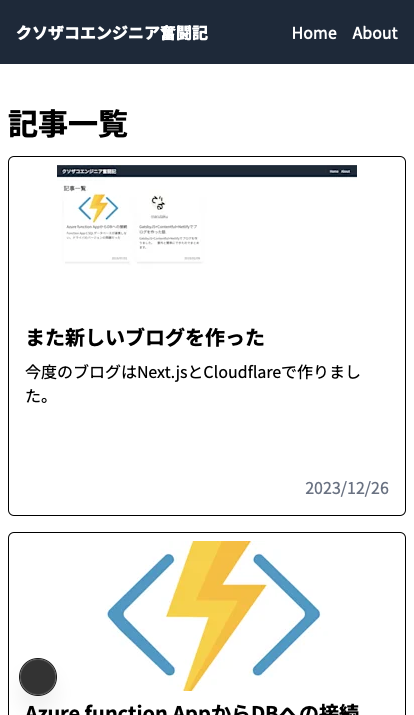 クソザコエンジニア奮闘記 Home About
記事一覧
クソザコエンジニア奮闘記 Home About
記事一覧
また新しいブログを作った
今度のブログはNext.jsとCloudflareで作りまし
た。
2023/12/26
Azure function AppからDBへの接続